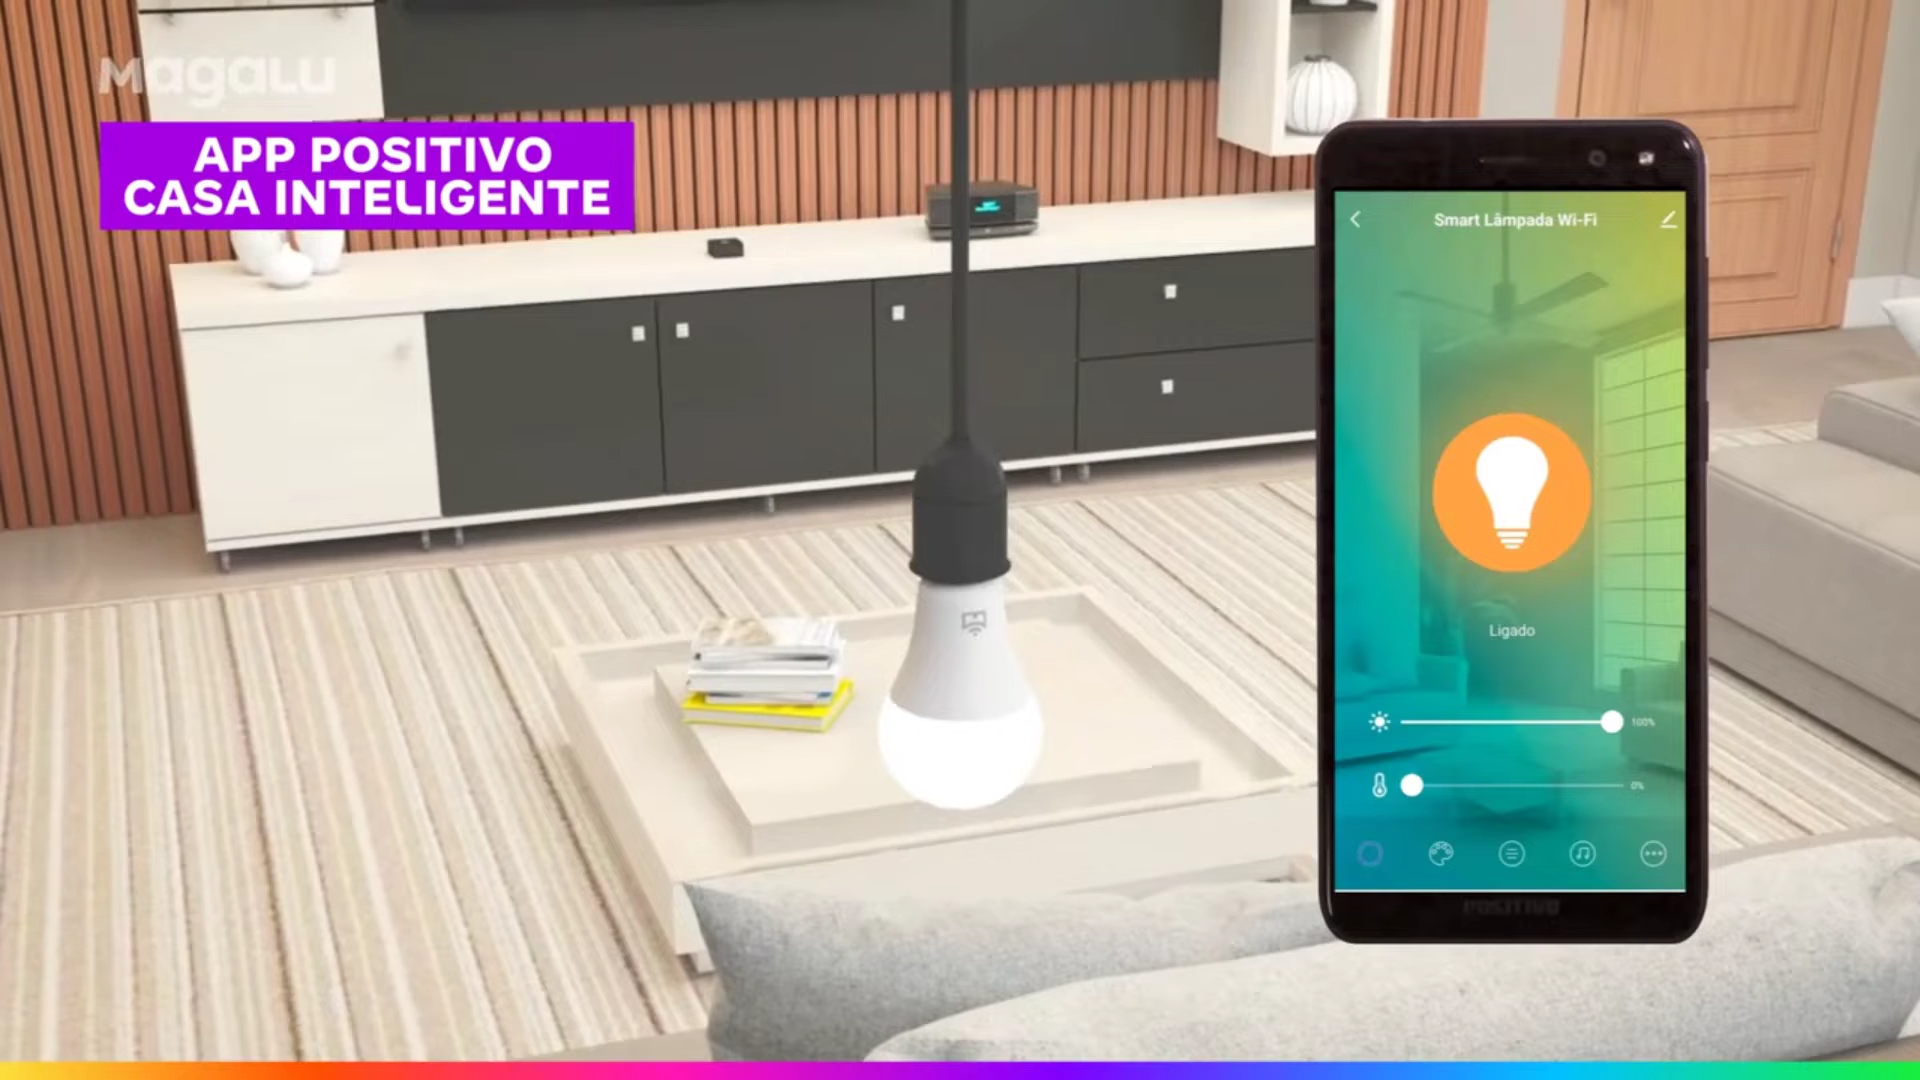 Magalu
APP POSITIVO
CASA INTELIGENTE
Smart Lâmpada Wi-Fi
Ligado
100%
0%
POSITIVO